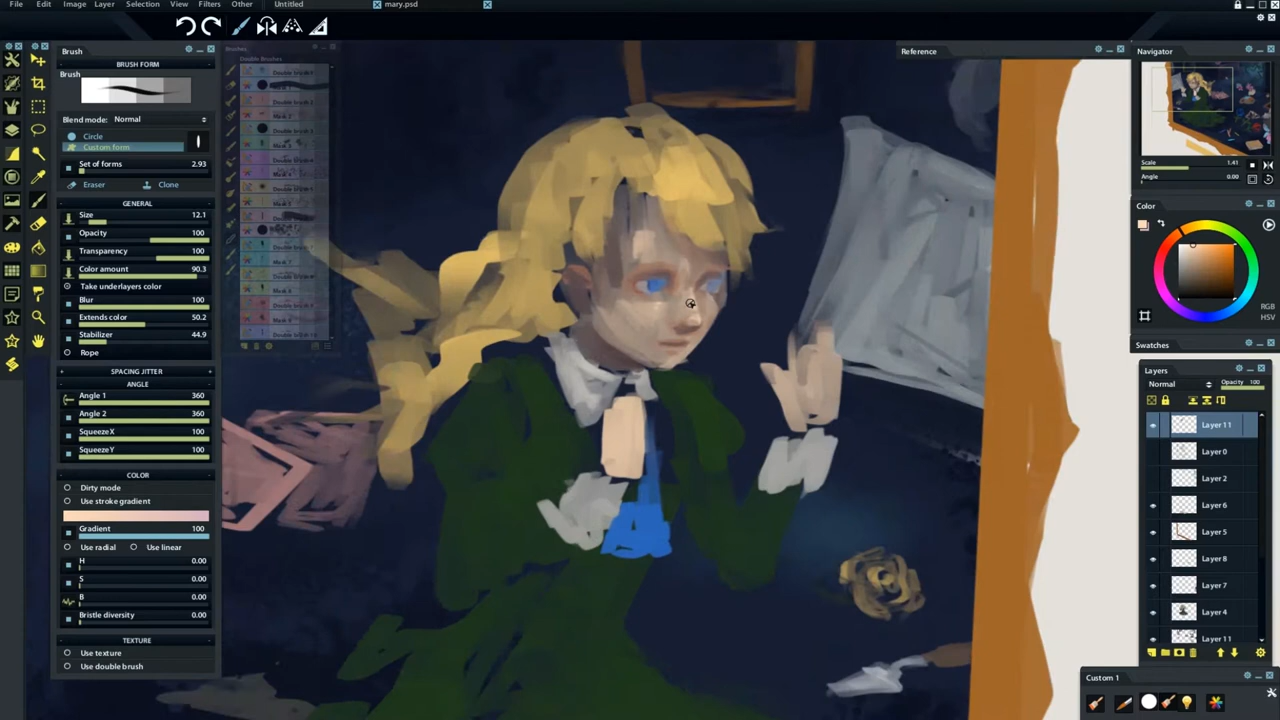 File Edit Image Layer Selection View Filters Other Untitled mary.psd
Brush
BRUSH FORM
Brush
Blend mode: Normal
Circle
Custom form
Set of forms 2.93
Eraser Clone
GENERAL
Size 12.1
Opacity 100
Transparency 100
Color amount 90.3
Take underlayers color
Blur 100
Extends color 50.2
Stabilizer 44.9
Rope
SPACING JITTER
ANGLE
Angle 1 360
Angle 2 360
SqueezeX 100
SqueezeY 100
COLOR
Dirty mode
Use stroke gradient
Gradient 100
Use radial Use linear
H 0.00
S 0.00
B 0.00
Bristle diversity 0.00
TEXTURE
Use texture
Use double brush
Brushes
Double Brushes
Reference
Navigator
Scale 1.41
Angle 0.00
Color
RGB
HSV
Swatches
Layers
Normal Opacity 100
Layer 11
Layer 0
Layer 2
Layer 6
Layer 5
Layer 8
Layer 7
Layer 4
Layer 11
Custom 1